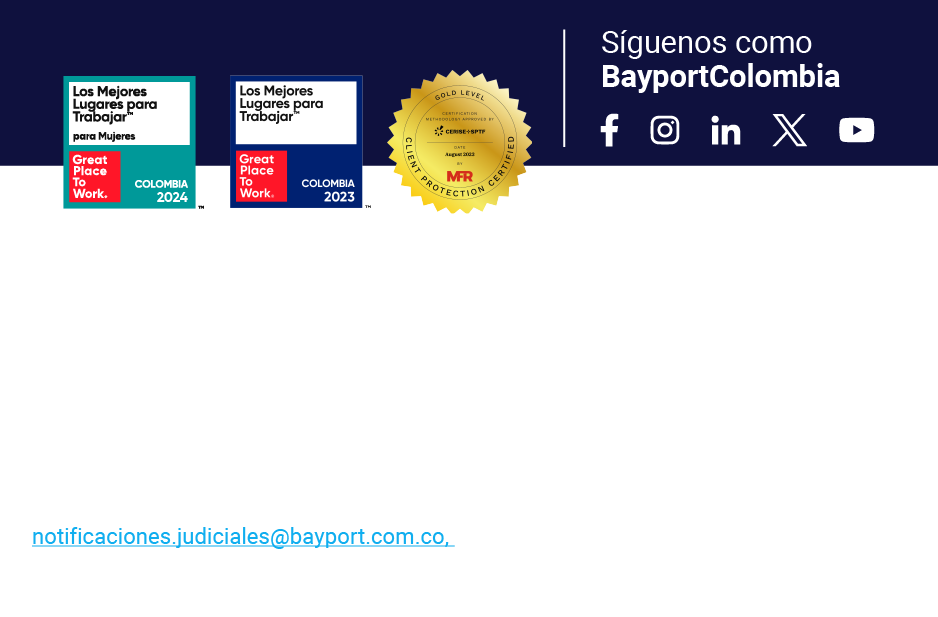 Síguenos como
BayportColombia
Los Mejores
Lugares para
Trabajar™
para Mujeres
Great
Place
To
Work.
COLOMBIA
2024
™
Los Mejores
Lugares para
Trabajar™
Great
Place
To
Work.
COLOMBIA
2023
™
GOLD LEVEL
CERTIFICATION
METHODOLOGY APPROVED BY
CERISE+SPTF
DATE
August 2023
BY
MFR
CLIENT PROTECTION CERTIFIED
notificaciones.judiciales@bayport.com.co,